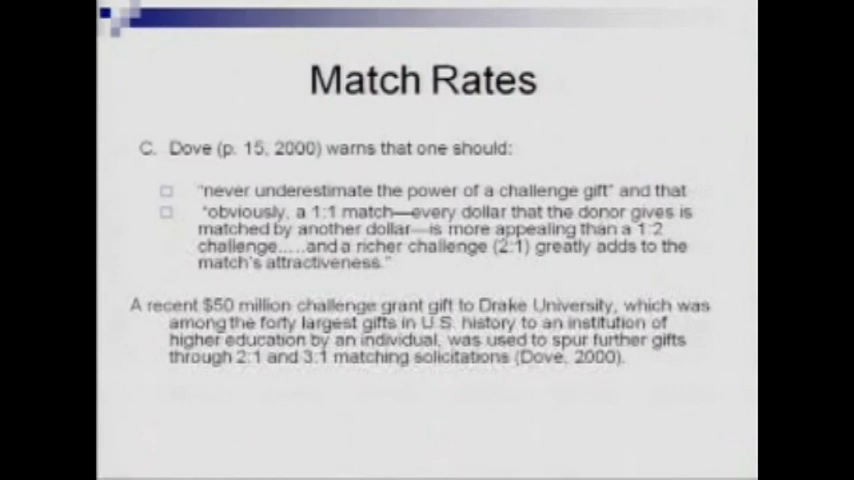 Match Rates
C. Dove (p. 15, 2000) warns that one should:
"never underestimate the power of a challenge gift" and that
"obviously, a 1:1 match—every dollar that the donor gives is
matched by another dollar—is more appealing than a 1:2
challenge.....and a richer challenge (2:1) greatly adds to the
match's attractiveness."
A recent $50 million challenge grant gift to Drake University, which was
among the forty largest gifts in U.S. history to an institution of
higher education by an individual, was used to spur further gifts
through 2:1 and 3:1 matching solicitations (Dove, 2000).